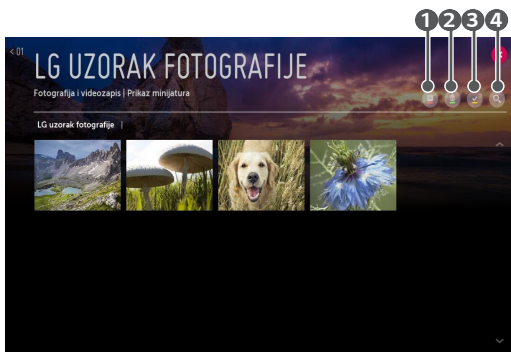 1 2 3 4
< 01
LG UZORAK FOTOGRAFIJE
Fotografija i videozapis | Prikaz minijatura
LG uzorak fotografije |